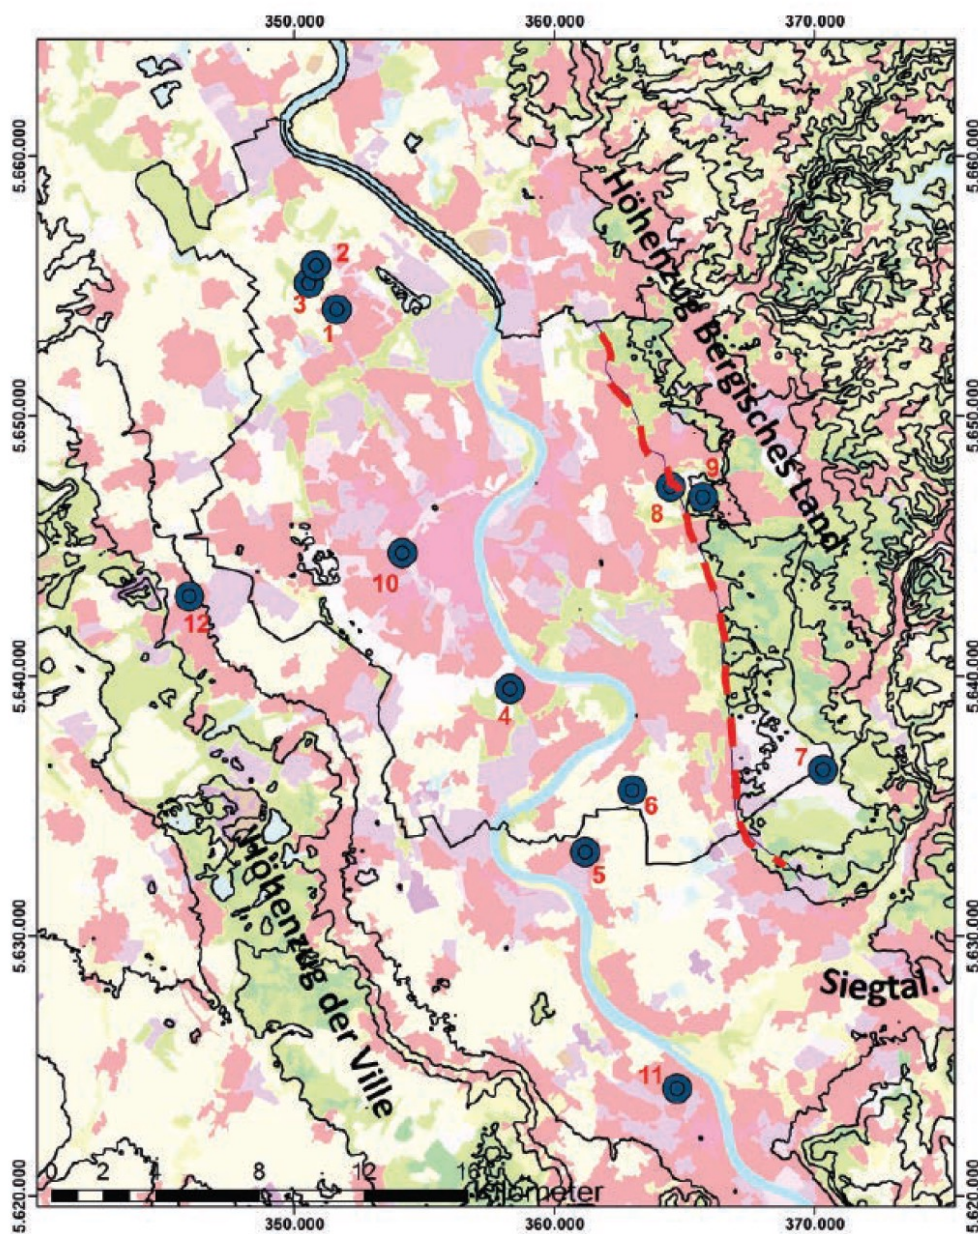 350.000 360.000 370.000
5.660.000 5.660.000
Höhenzug Bergisches Land
2
3
1
5.650.000 5.650.000
9
8
10
12
5.640.000 5.640.000
4
7
6
5
Höhenzug der Ville
5.630.000 5.630.000
Siegtal
11
0 2 4 8 12 16
Kilometer
5.620.000 5.620.000
350.000 360.000 370.000